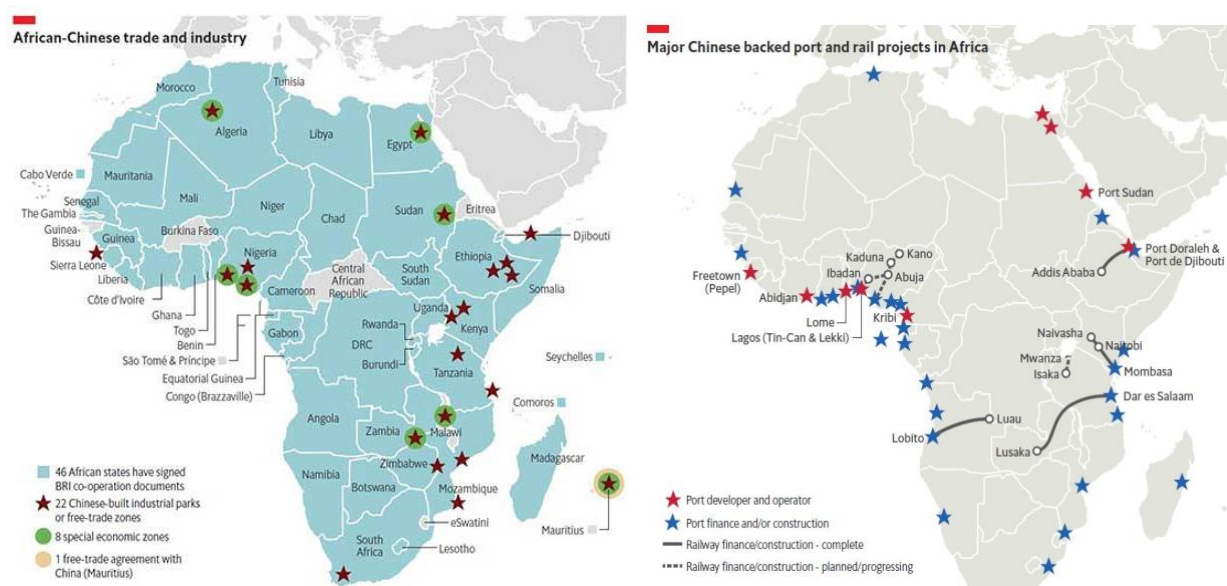 African-Chinese trade and industry
Tunisia
Morocco
Algeria
Libya
Egypt
Cabo Verde
Mauritania
Mali
Niger
Chad
Sudan
Eritrea
Senegal
The Gambia
Guinea-
Bissau
Guinea
Burkina Faso
Djibouti
Sierra Leone
Liberia
Nigeria
Ethiopia
Côte d'Ivoire
Ghana
Togo
Benin
Cameroon
Central
African
Republic
South
Sudan
Somalia
São Tomé & Príncipe
Equatorial Guinea
Congo (Brazzaville)
Gabon
DRC
Uganda
Kenya
Rwanda
Burundi
Tanzania
Seychelles
Comoros
Angola
Zambia
Malawi
Zimbabwe
Mozambique
Madagascar
Namibia
Botswana
Mauritius
eSwatini
South
Africa
Lesotho
46 African states have signed
BRI co-operation documents
22 Chinese-built industrial parks
or free-trade zones
8 special economic zones
1 free-trade agreement with
China (Mauritius)
Major Chinese backed port and rail projects in Africa
Port Sudan
Port Doraleh &
Port de Djibouti
Addis Ababa
Kaduna
Kano
Ibadan
Abuja
Freetown
(Pepel)
Abidjan
Lome
Lagos (Tin-Can & Lekki)
Kribi
Naivasha
Nairobi
Mwanza
Isaka
Mombasa
Dar es Salaam
Luau
Lobito
Lusaka
Port developer and operator
Port finance and/or construction
Railway finance/construction - complete
Railway finance/construction - planned/progressing